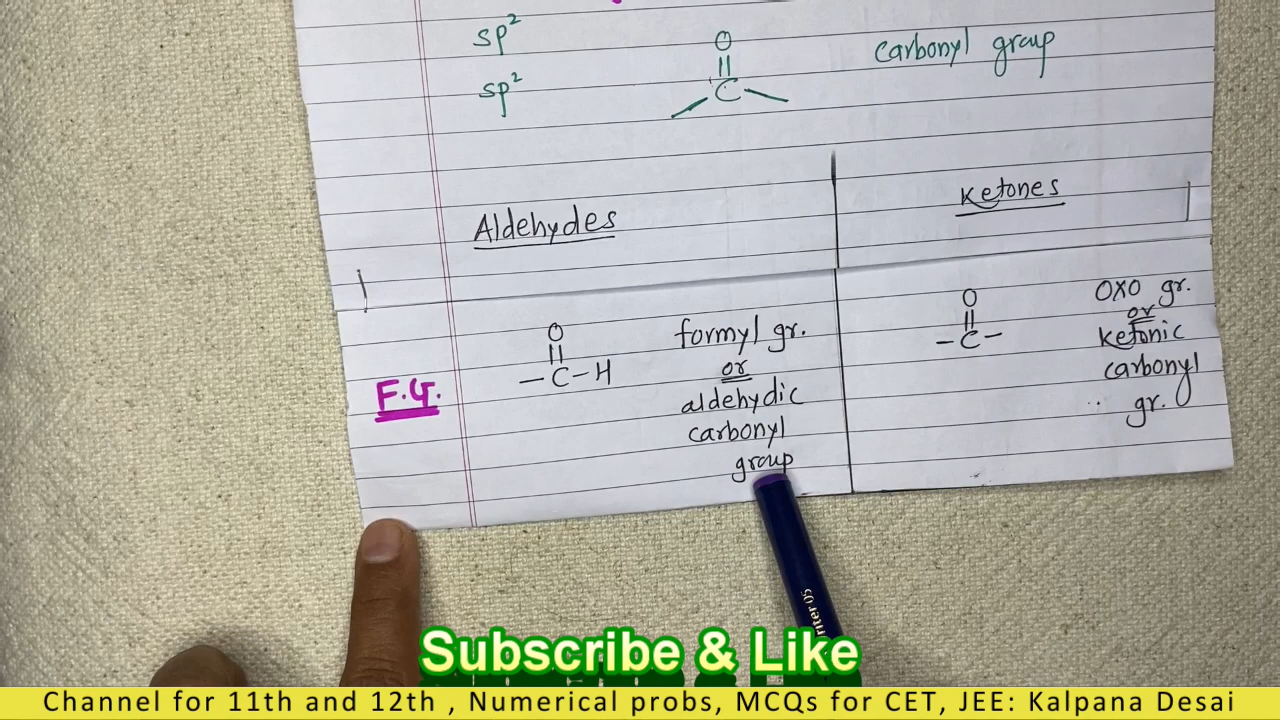 sp²
sp²
O
||
C
carbonyl group
Aldehydes
Ketones
F.G.
O
||
– C – H
formyl gr.
or
aldehydic
carbonyl
group
O
||
– C –
oxo gr.
or
ketonic
carbonyl
gr.
Subscribe & Like
Channel for 11th and 12th , Numerical probs, MCQs for CET, JEE: Kalpana Desai